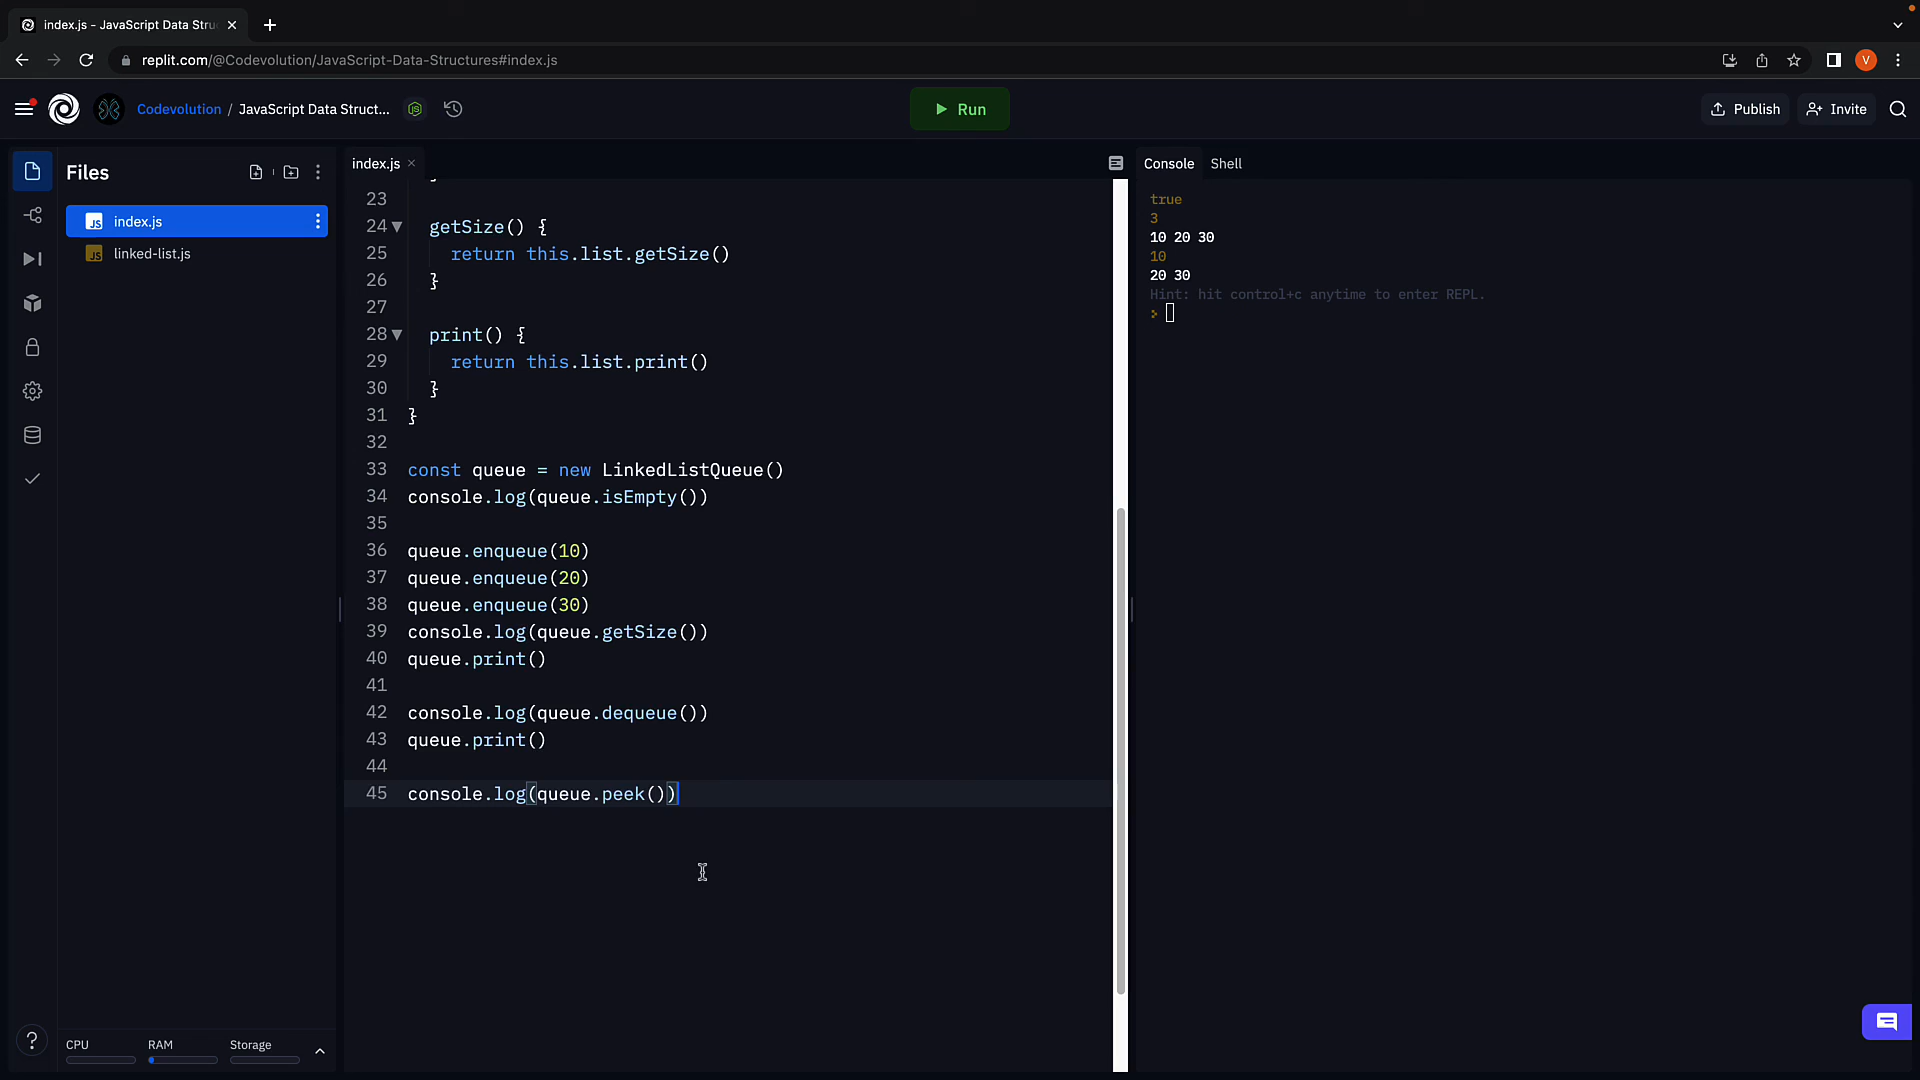 index.js - JavaScript Data Stru
replit.com/@Codevolution/JavaScript-Data-Structures#index.js
V
Codevolution / JavaScript Data Struct...
Run
Publish
Invite
Files
JS index.js
JS linked-list.js
index.js
23
24 getSize() {
25 return this.list.getSize()
26 }
27
28 print() {
29 return this.list.print()
30 }
31 }
32
33 const queue = new LinkedListQueue()
34 console.log(queue.isEmpty())
35
36 queue.enqueue(10)
37 queue.enqueue(20)
38 queue.enqueue(30)
39 console.log(queue.getSize())
40 queue.print()
41
42 console.log(queue.dequeue())
43 queue.print()
44
45 console.log(queue.peek())
Console Shell
true
3
10 20 30
10
20 30
Hint: hit control+c anytime to enter REPL.
?
CPU RAM Storage